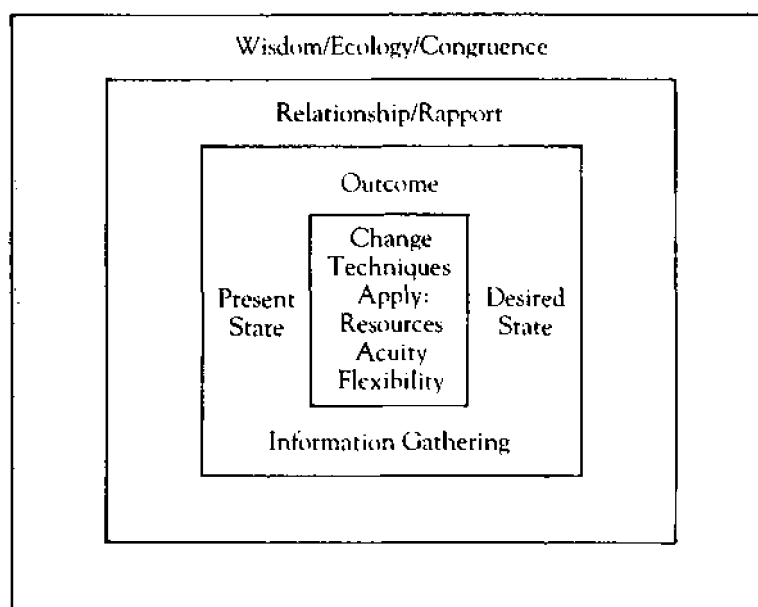 Wisdom/Ecology/Congruence
Relationship/Rapport
Outcome
Change
Techniques
Apply:
Resources
Acuity
Flexibility
Present
State
Desired
State
Information Gathering